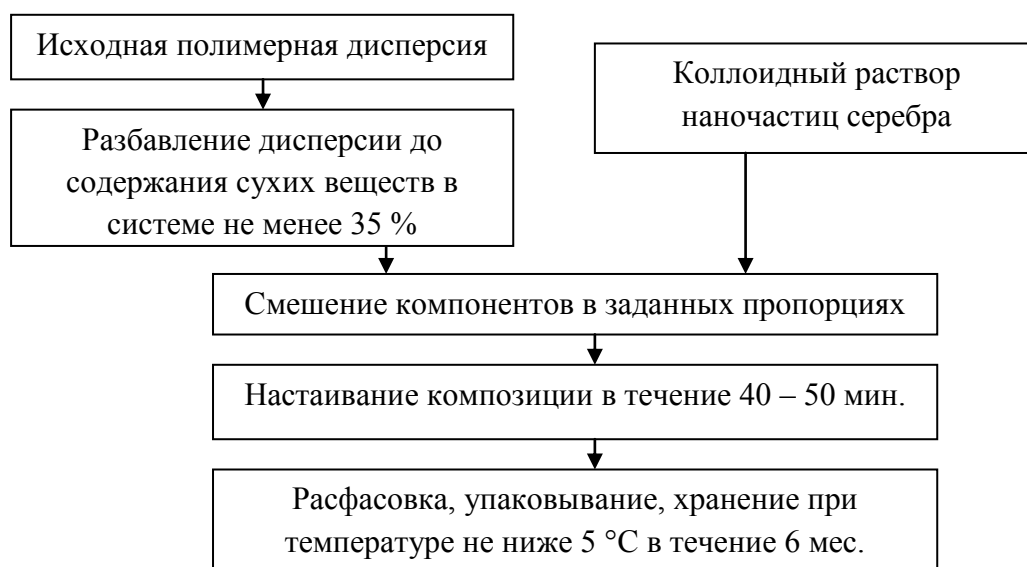 Исходная полимерная дисперсия
Коллоидный раствор
наночастиц серебра
Разбавление дисперсии до
содержания сухих веществ в
системе не менее 35 %
Смешение компонентов в заданных пропорциях
Настаивание композиции в течение 40 – 50 мин.
Расфасовка, упаковывание, хранение при
температуре не ниже 5 °С в течение 6 мес.